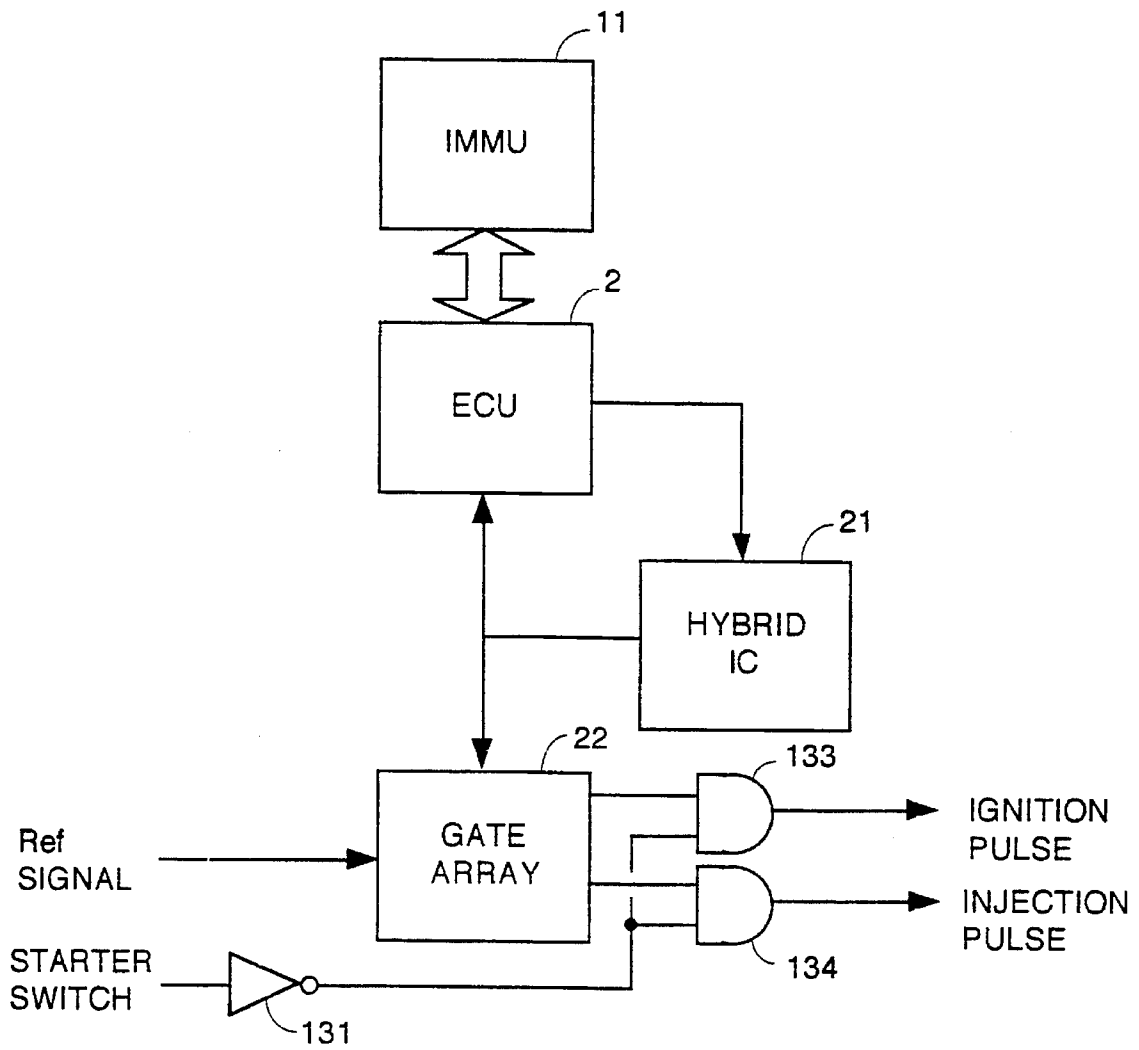 11
IMMU
2
ECU
21
HYBRID
IC
22
133
GATE
ARRAY
Ref
SIGNAL
IGNITION
PULSE
INJECTION
PULSE
134
STARTER
SWITCH
131